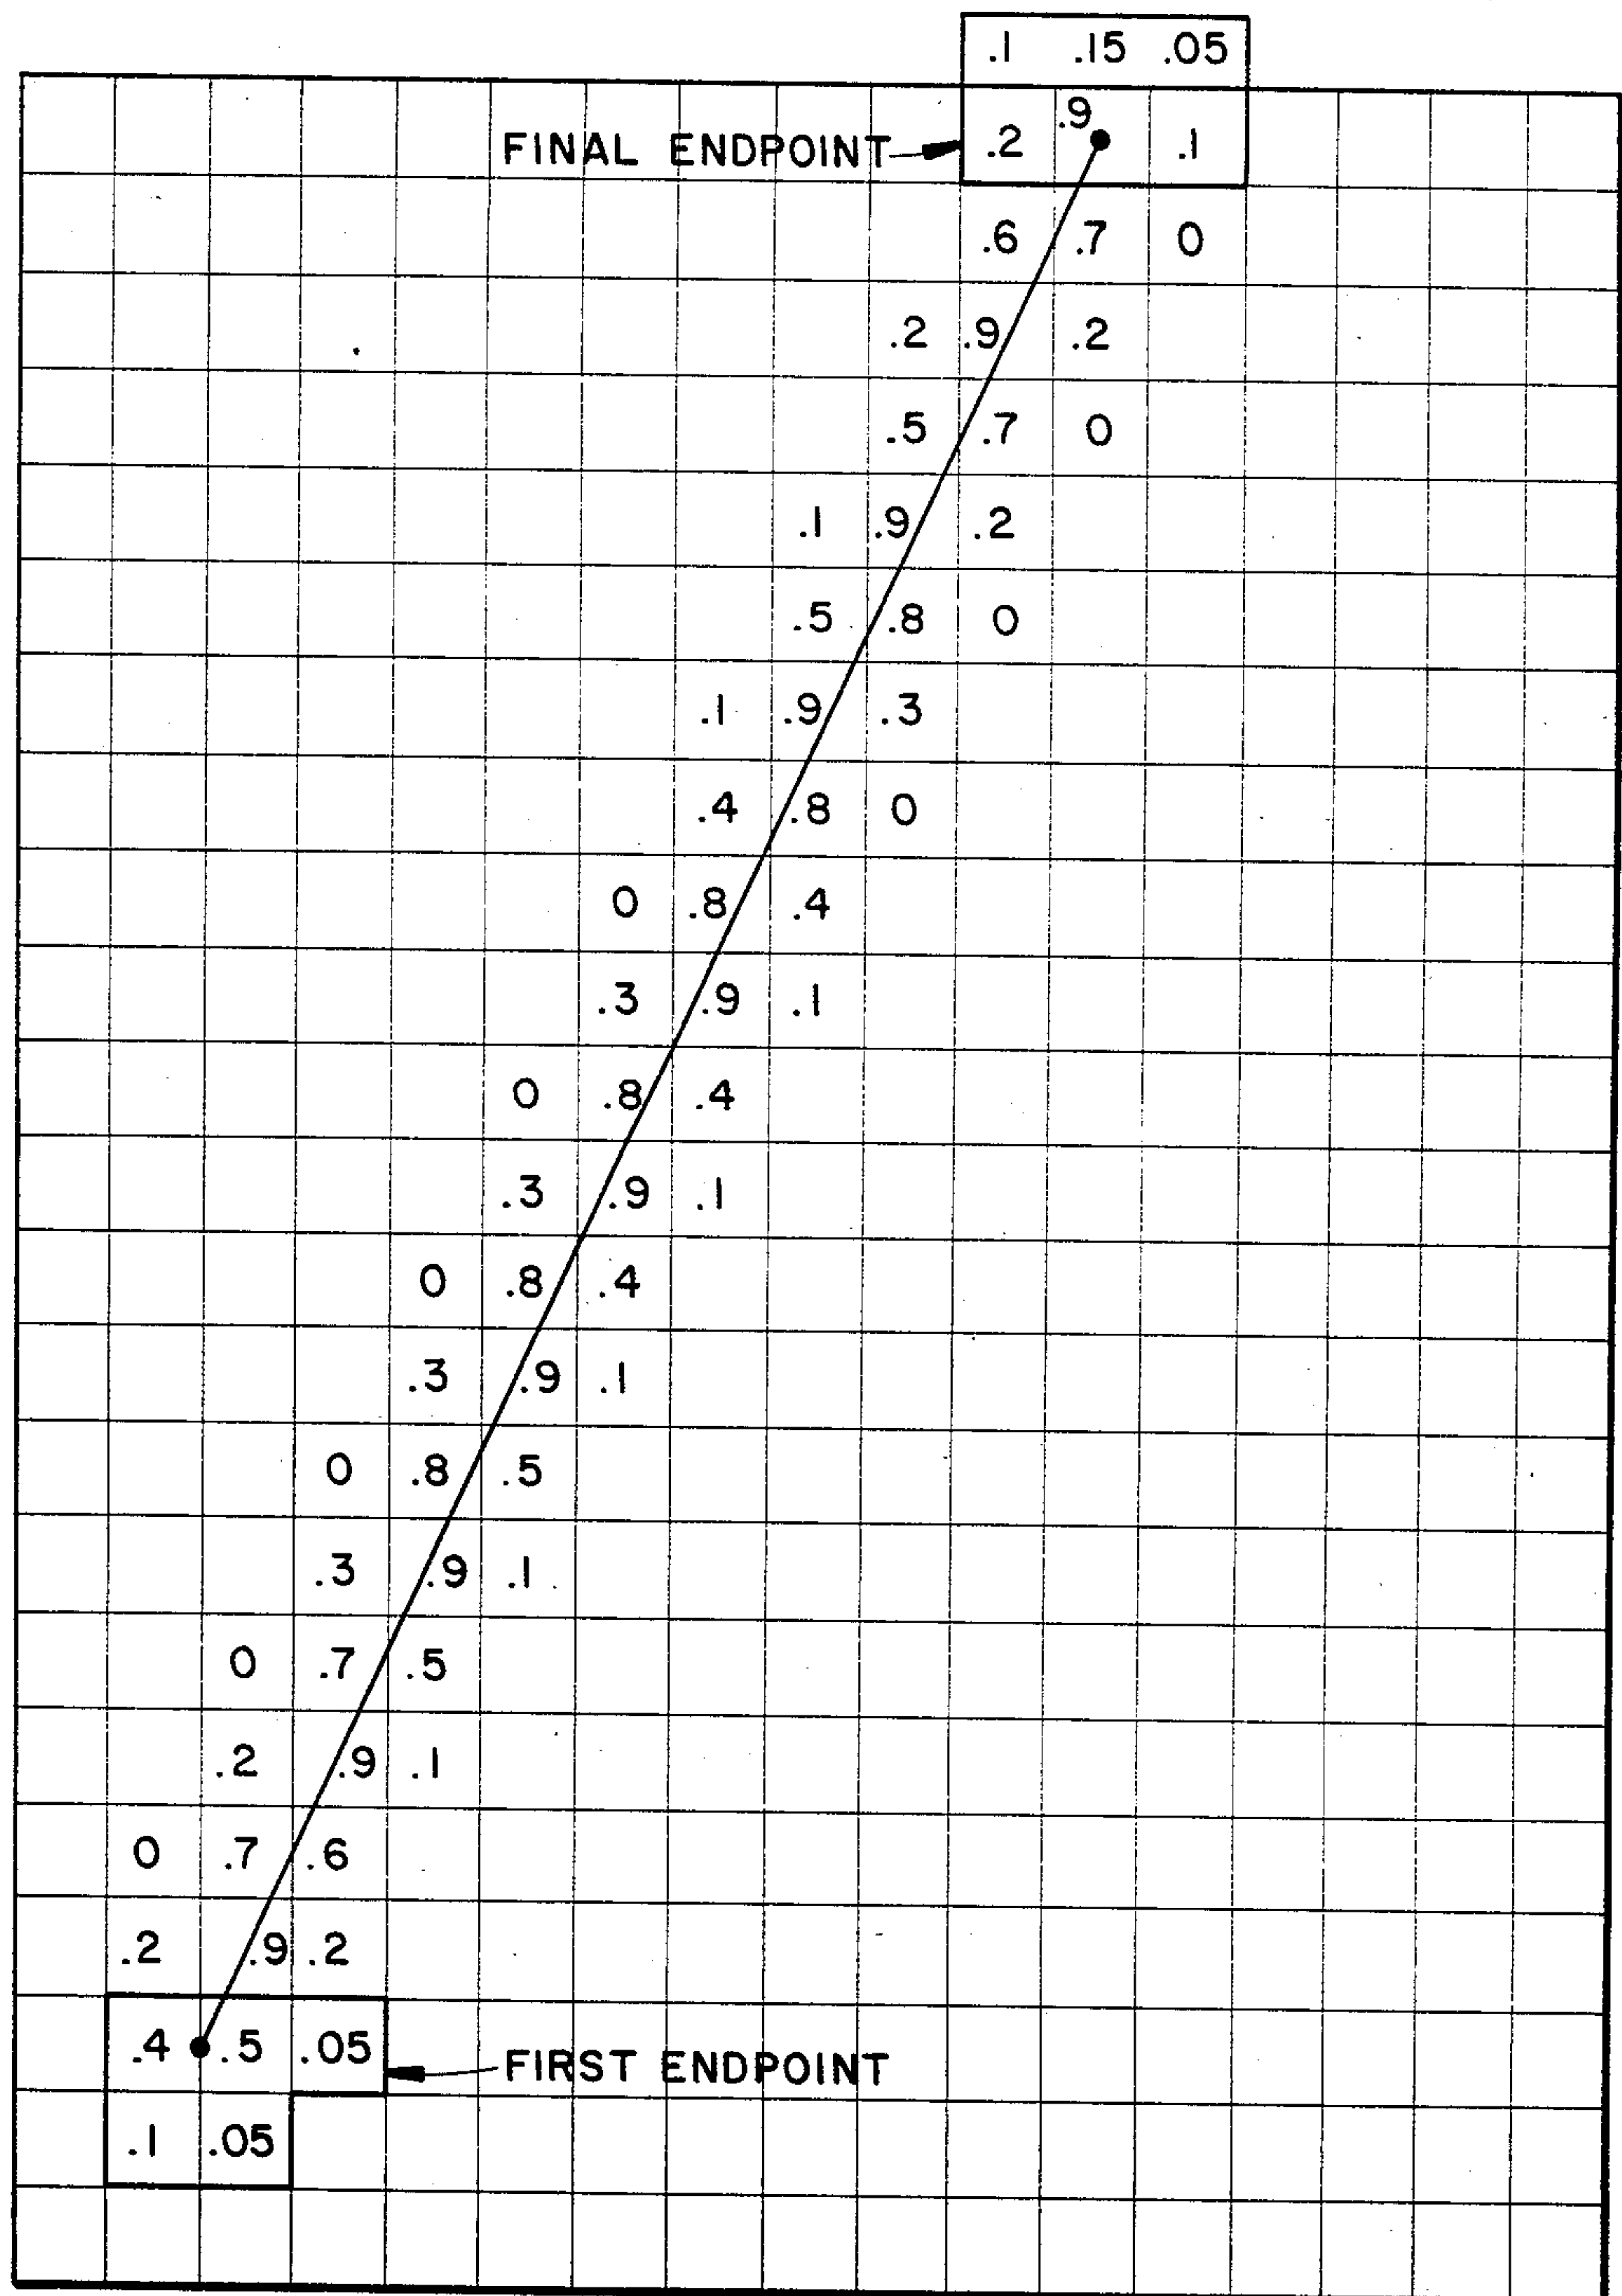 .1 .15 .05
FINAL ENDPOINT .2 .9 .1
.6 .7 0
.2 .9 .2
.5 .7 0
.1 .9 .2
.5 .8 0
.1 .9 .3
.4 .8 0
0 .8 .4
.3 .9 .1
0 .8 .4
.3 .9 .1
0 .8 .4
.3 .9 .1
0 .8 .5
.3 .9 .1
0 .7 .5
.2 .9 .1
0 .7 .6
.2 .9 .2
.4 .5 .05 FIRST ENDPOINT
.1 .05